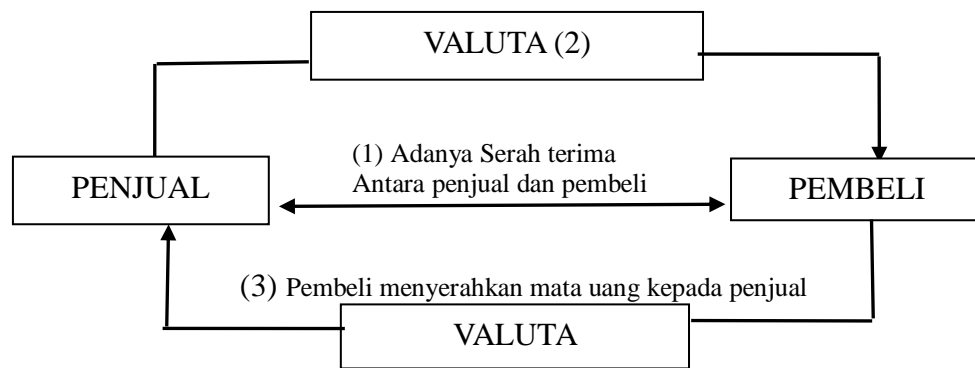 VALUTA (2)
(1) Adanya Serah terima
Antara penjual dan pembeli
PENJUAL
PEMBELI
(3) Pembeli menyerahkan mata uang kepada penjual
VALUTA